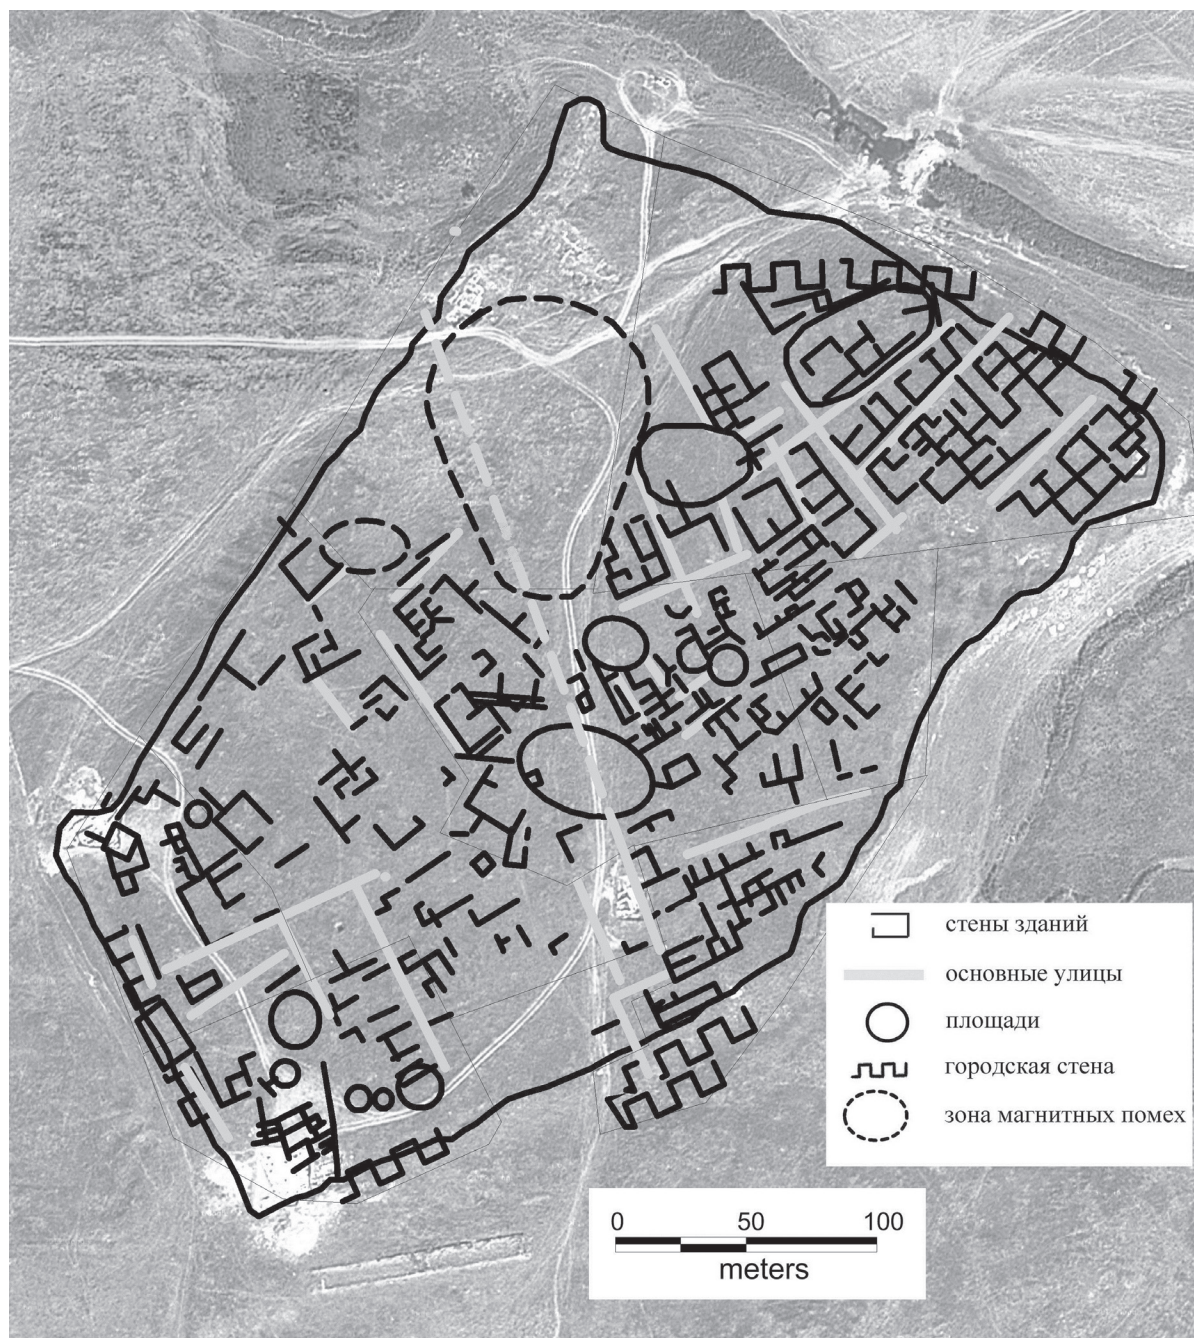 стены зданий
основные улицы
площади
городская стена
зона магнитных помех
0 50 100
meters